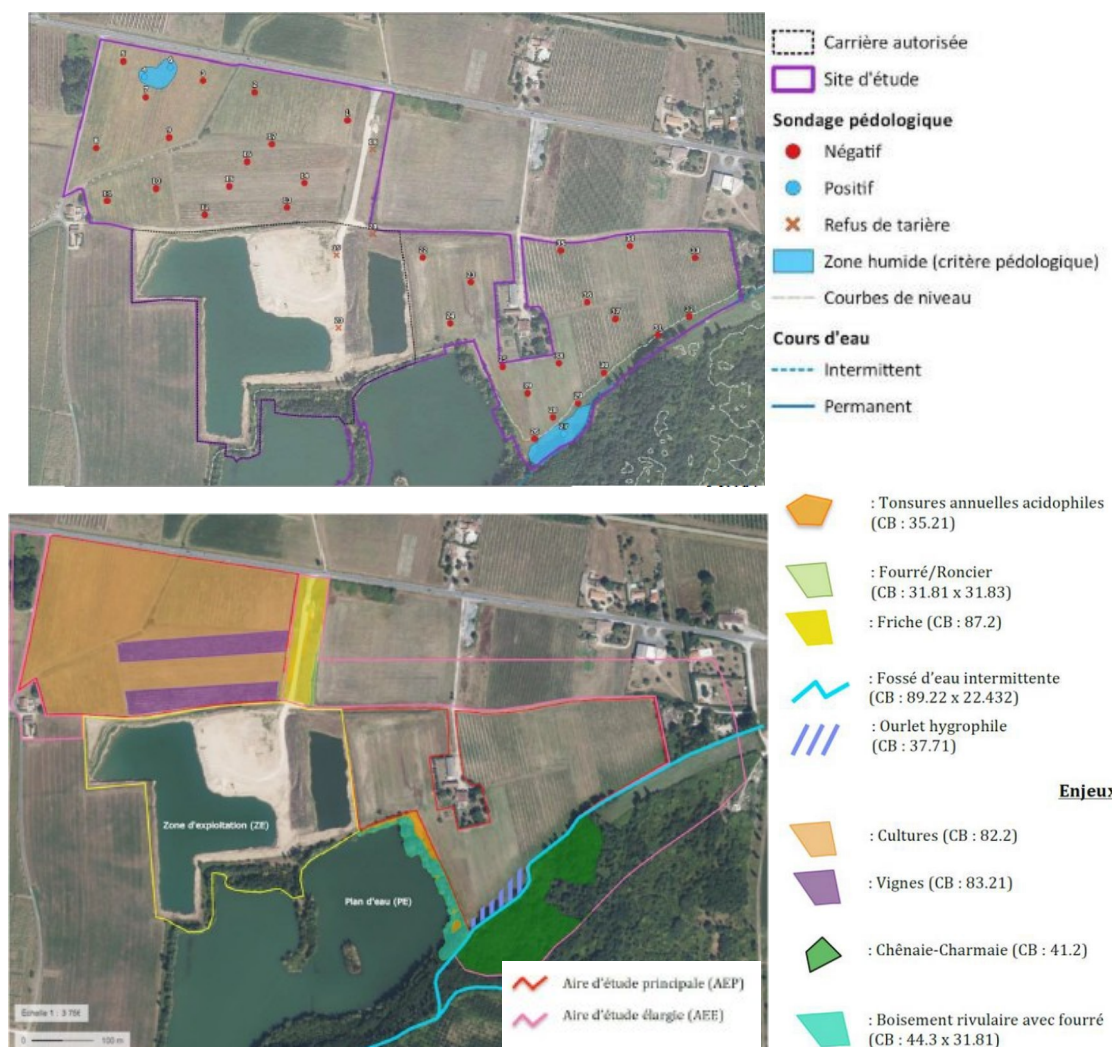 Carrière autorisée
Site d'étude
Sondage pédologique
Négatif
Positif
Refus de tarière
Zone humide (critère pédologique)
Courbes de niveau
Cours d'eau
Intermittent
Permanent
: Tonsures annuelles acidophiles
(CB : 35.21)
: Fourré/Roncier
(CB : 31.81 x 31.83)
: Friche (CB : 87.2)
: Fossé d'eau intermittente
(CB : 89.22 x 22.432)
: Ourlet hygrophile
(CB : 37.71)
Enjeux
: Cultures (CB : 82.2)
: Vignes (CB : 83.21)
: Chênaie-Charmaie (CB : 41.2)
: Boisement rivulaire avec fourré
(CB : 44.3 x 31.81)
Zone d'exploitation (ZE)
Plan d'eau (PE)
Aire d'étude principale (AEP)
Aire d'étude élargie (AEE)
0 100 m